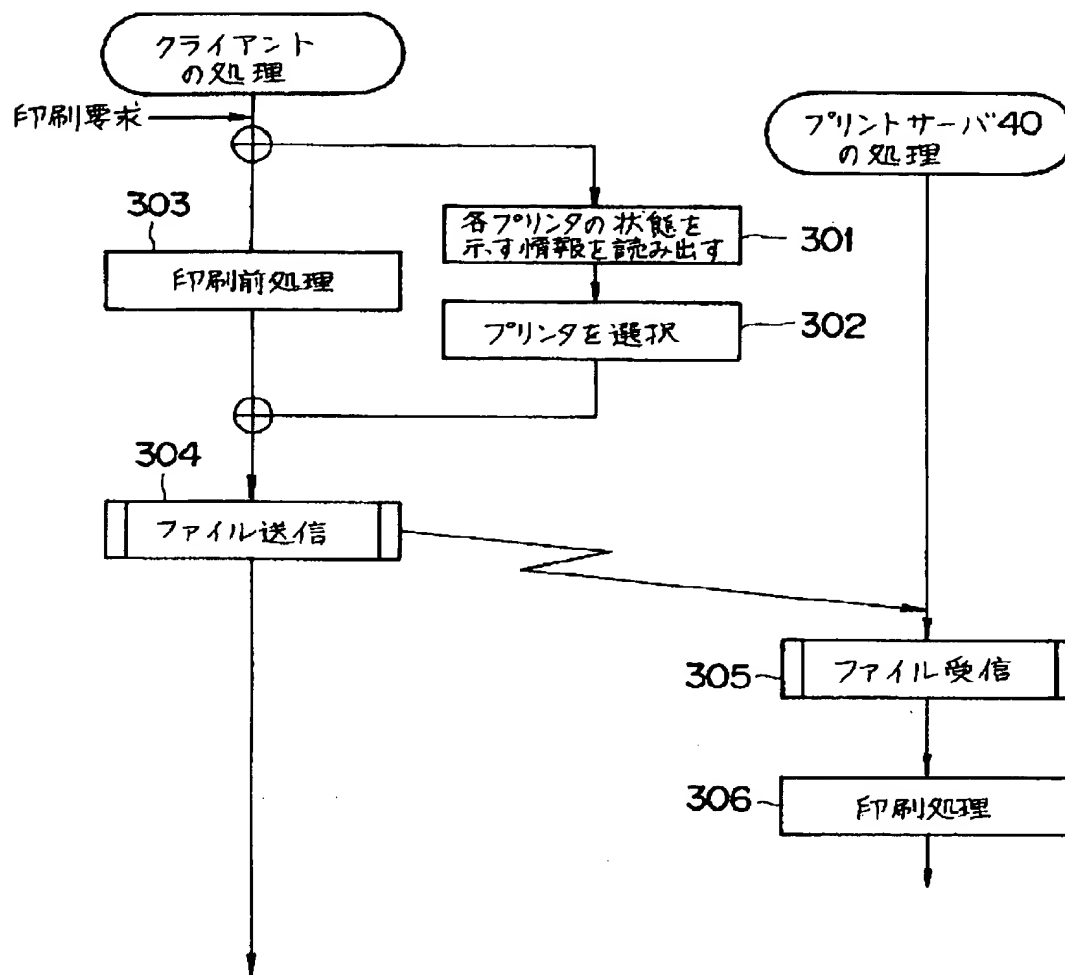 クライアント
の処理
印刷要求
プリントサーバ40
の処理
303
各プリンタの状態を
示す情報を読み出す
301
印刷前処理
プリンタを選択
302
304
ファイル送信
305
ファイル受信
306
印刷処理